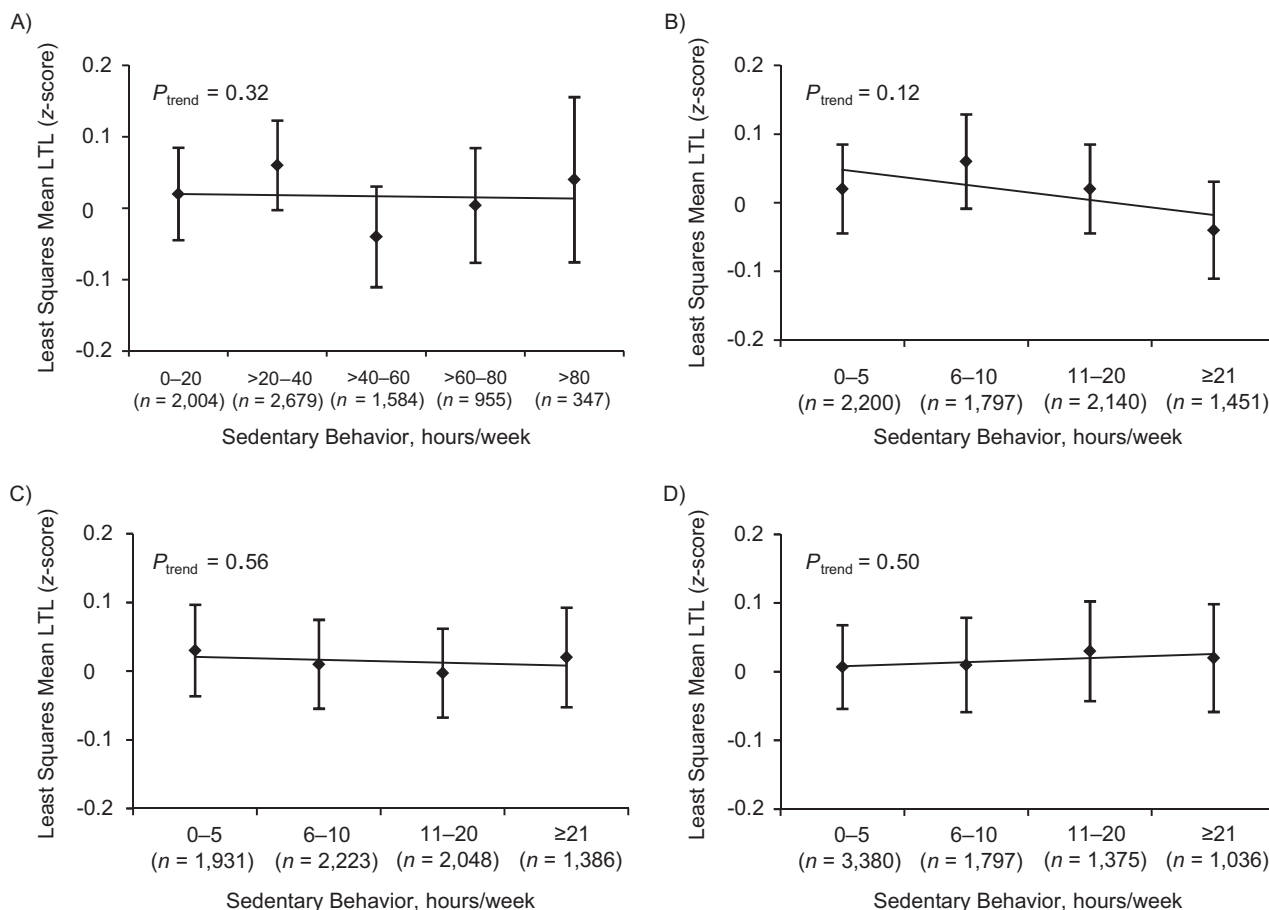 A)
Least Squares Mean LTL (z-score)
0.2
0.1
0
-0.1
-0.2
P trend = 0.32
0–20 >20–40 >40–60 >60–80 >80
(n = 2,004) (n = 2,679) (n = 1,584) (n = 955) (n = 347)
Sedentary Behavior, hours/week
B)
Least Squares Mean LTL (z-score)
0.2
0.1
0
-0.1
-0.2
P trend = 0.12
0–5 6–10 11–20 ≥21
(n = 2,200) (n = 1,797) (n = 2,140) (n = 1,451)
Sedentary Behavior, hours/week
C)
Least Squares Mean LTL (z-score)
0.2
0.1
0
-0.1
-0.2
P trend = 0.56
0–5 6–10 11–20 ≥21
(n = 1,931) (n = 2,223) (n = 2,048) (n = 1,386)
Sedentary Behavior, hours/week
D)
Least Squares Mean LTL (z-score)
0.2
0.1
0
-0.1
-0.2
P trend = 0.50
0–5 6–10 11–20 ≥21
(n = 3,380) (n = 1,797) (n = 1,375) (n = 1,036)
Sedentary Behavior, hours/week